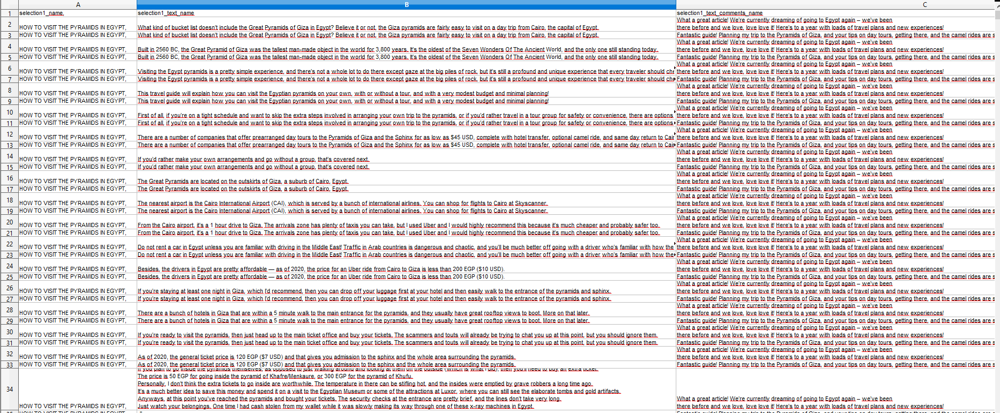 A B C
1 selection1_name, selection1_text_name selection1_text_comments_name
What a great article! We're currently dreaming of going to Egypt again – we've been
2 HOW TO VISIT THE PYRAMIDS IN EGYPT, What kind of bucket list doesn't include the Great Pyramids of Giza in Egypt? Believe it or not, the Giza pyramids are fairly easy to visit on a day trip from Cairo, the capital of Egypt. there before and we love, love love it! Here's to a year with loads of travel plans and new experiences!
3 HOW TO VISIT THE PYRAMIDS IN EGYPT, What kind of bucket list doesn't include the Great Pyramids of Giza in Egypt? Believe it or not, the Giza pyramids are fairly easy to visit on a day trip from Cairo, the capital of Egypt. Fantastic guide! Planning my trip to the Pyramids of Giza, and your tips on day tours, getting there, and the camel rides are s
What a great article! We're currently dreaming of going to Egypt again – we've been
4 HOW TO VISIT THE PYRAMIDS IN EGYPT, Built in 2560 BC, the Great Pyramid of Giza was the tallest man-made object in the world for 3,800 years. It's the oldest of the Seven Wonders Of The Ancient World, and the only one still standing today. there before and we love, love love it! Here's to a year with loads of travel plans and new experiences!
5 HOW TO VISIT THE PYRAMIDS IN EGYPT, Built in 2560 BC, the Great Pyramid of Giza was the tallest man-made object in the world for 3,800 years. It's the oldest of the Seven Wonders Of The Ancient World, and the only one still standing today. Fantastic guide! Planning my trip to the Pyramids of Giza, and your tips on day tours, getting there, and the camel rides are s
What a great article! We're currently dreaming of going to Egypt again – we've been
6 HOW TO VISIT THE PYRAMIDS IN EGYPT, Visiting the Egypt pyramids is a pretty simple experience, and there's not a whole lot to do there except gaze at the big piles of rock, but it's still a profound and unique experience that every traveler should che there before and we love, love love it! Here's to a year with loads of travel plans and new experiences!
7 HOW TO VISIT THE PYRAMIDS IN EGYPT, Visiting the Egypt pyramids is a pretty simple experience, and there's not a whole lot to do there except gaze at the big piles of rock, but it's still a profound and unique experience that every traveler should che Fantastic guide! Planning my trip to the Pyramids of Giza, and your tips on day tours, getting there, and the camel rides are s
What a great article! We're currently dreaming of going to Egypt again – we've been
8 HOW TO VISIT THE PYRAMIDS IN EGYPT, This travel guide will explain how you can visit the Egyptian pyramids on your own, with or without a tour, and with a very modest budget and minimal planning! there before and we love, love love it! Here's to a year with loads of travel plans and new experiences!
9 HOW TO VISIT THE PYRAMIDS IN EGYPT, This travel guide will explain how you can visit the Egyptian pyramids on your own, with or without a tour, and with a very modest budget and minimal planning! Fantastic guide! Planning my trip to the Pyramids of Giza, and your tips on day tours, getting there, and the camel rides are s
What a great article! We're currently dreaming of going to Egypt again – we've been
10 HOW TO VISIT THE PYRAMIDS IN EGYPT, First of all, if you're on a tight schedule and want to skip the extra steps involved in arranging your own trip to the pyramids, or if you'd rather travel in a tour group for safety or convenience, there are options there before and we love, love love it! Here's to a year with loads of travel plans and new experiences!
11 HOW TO VISIT THE PYRAMIDS IN EGYPT, First of all, if you're on a tight schedule and want to skip the extra steps involved in arranging your own trip to the pyramids, or if you'd rather travel in a tour group for safety or convenience, there are options Fantastic guide! Planning my trip to the Pyramids of Giza, and your tips on day tours, getting there, and the camel rides are s
What a great article! We're currently dreaming of going to Egypt again – we've been
12 HOW TO VISIT THE PYRAMIDS IN EGYPT, There are a number of companies that offer prearranged day tours to the Pyramids of Giza and the Sphinx for as low as $45 USD, complete with hotel transfer, optional camel ride, and same day return to Cair there before and we love, love love it! Here's to a year with loads of travel plans and new experiences!
13 HOW TO VISIT THE PYRAMIDS IN EGYPT, There are a number of companies that offer prearranged day tours to the Pyramids of Giza and the Sphinx for as low as $45 USD, complete with hotel transfer, optional camel ride, and same day return to Cair Fantastic guide! Planning my trip to the Pyramids of Giza, and your tips on day tours, getting there, and the camel rides are s
What a great article! We're currently dreaming of going to Egypt again – we've been
14 HOW TO VISIT THE PYRAMIDS IN EGYPT, If you'd rather make your own arrangements and go without a group, that's covered next. there before and we love, love love it! Here's to a year with loads of travel plans and new experiences!
15 HOW TO VISIT THE PYRAMIDS IN EGYPT, If you'd rather make your own arrangements and go without a group, that's covered next. Fantastic guide! Planning my trip to the Pyramids of Giza, and your tips on day tours, getting there, and the camel rides are s
What a great article! We're currently dreaming of going to Egypt again – we've been
16 HOW TO VISIT THE PYRAMIDS IN EGYPT, The Great Pyramids are located on the outskirts of Giza, a suburb of Cairo, Egypt. there before and we love, love love it! Here's to a year with loads of travel plans and new experiences!
17 HOW TO VISIT THE PYRAMIDS IN EGYPT, The Great Pyramids are located on the outskirts of Giza, a suburb of Cairo, Egypt. Fantastic guide! Planning my trip to the Pyramids of Giza, and your tips on day tours, getting there, and the camel rides are s
What a great article! We're currently dreaming of going to Egypt again – we've been
18 HOW TO VISIT THE PYRAMIDS IN EGYPT, The nearest airport is the Cairo International Airport (CAI), which is served by a bunch of international airlines. You can shop for flights to Cairo at Skyscanner. there before and we love, love love it! Here's to a year with loads of travel plans and new experiences!
19 HOW TO VISIT THE PYRAMIDS IN EGYPT, The nearest airport is the Cairo International Airport (CAI), which is served by a bunch of international airlines. You can shop for flights to Cairo at Skyscanner. Fantastic guide! Planning my trip to the Pyramids of Giza, and your tips on day tours, getting there, and the camel rides are s
What a great article! We're currently dreaming of going to Egypt again – we've been
20 HOW TO VISIT THE PYRAMIDS IN EGYPT, From the Cairo airport, it's a 1 hour drive to Giza. The arrivals zone has plenty of taxis you can take, but I used Uber and I would highly recommend this because it's much cheaper and probably safer too. there before and we love, love love it! Here's to a year with loads of travel plans and new experiences!
21 HOW TO VISIT THE PYRAMIDS IN EGYPT, From the Cairo airport, it's a 1 hour drive to Giza. The arrivals zone has plenty of taxis you can take, but I used Uber and I would highly recommend this because it's much cheaper and probably safer too. Fantastic guide! Planning my trip to the Pyramids of Giza, and your tips on day tours, getting there, and the camel rides are s
What a great article! We're currently dreaming of going to Egypt again – we've been
22 HOW TO VISIT THE PYRAMIDS IN EGYPT, Do not rent a car in Egypt unless you are familiar with driving in the Middle East! Traffic in Arab countries is dangerous and chaotic, and you'll be much better off going with a driver who's familiar with how the there before and we love, love love it! Here's to a year with loads of travel plans and new experiences!
23 HOW TO VISIT THE PYRAMIDS IN EGYPT, Do not rent a car in Egypt unless you are familiar with driving in the Middle East! Traffic in Arab countries is dangerous and chaotic, and you'll be much better off going with a driver who's familiar with how the Fantastic guide! Planning my trip to the Pyramids of Giza, and your tips on day tours, getting there, and the camel rides are s
What a great article! We're currently dreaming of going to Egypt again – we've been
24 HOW TO VISIT THE PYRAMIDS IN EGYPT, Besides, the drivers in Egypt are pretty affordable — as of 2020, the price for an Uber ride from Cairo to Giza is less than 200 EGP ($10 USD). there before and we love, love love it! Here's to a year with loads of travel plans and new experiences!
25 HOW TO VISIT THE PYRAMIDS IN EGYPT, Besides, the drivers in Egypt are pretty affordable — as of 2020, the price for an Uber ride from Cairo to Giza is less than 200 EGP ($10 USD). Fantastic guide! Planning my trip to the Pyramids of Giza, and your tips on day tours, getting there, and the camel rides are s
What a great article! We're currently dreaming of going to Egypt again – we've been
26 HOW TO VISIT THE PYRAMIDS IN EGYPT, If you're staying at least one night in Giza, which I'd recommend, then you can drop off your luggage first at your hotel and then easily walk to the entrance of the pyramids and sphinx. there before and we love, love love it! Here's to a year with loads of travel plans and new experiences!
27 HOW TO VISIT THE PYRAMIDS IN EGYPT, If you're staying at least one night in Giza, which I'd recommend, then you can drop off your luggage first at your hotel and then easily walk to the entrance of the pyramids and sphinx. Fantastic guide! Planning my trip to the Pyramids of Giza, and your tips on day tours, getting there, and the camel rides are s
What a great article! We're currently dreaming of going to Egypt again – we've been
28 HOW TO VISIT THE PYRAMIDS IN EGYPT, There are a bunch of hotels in Giza that are within a 5 minute walk to the main entrance for the pyramids, and they usually have great rooftop views to boot. More on that later. there before and we love, love love it! Here's to a year with loads of travel plans and new experiences!
29 HOW TO VISIT THE PYRAMIDS IN EGYPT, There are a bunch of hotels in Giza that are within a 5 minute walk to the main entrance for the pyramids, and they usually have great rooftop views to boot. More on that later. Fantastic guide! Planning my trip to the Pyramids of Giza, and your tips on day tours, getting there, and the camel rides are s
What a great article! We're currently dreaming of going to Egypt again – we've been
30 HOW TO VISIT THE PYRAMIDS IN EGYPT, If you're ready to visit the pyramids, then just head up to the main ticket office and buy your tickets. The scammers and touts will already be trying to chat you up at this point, but you should ignore them. there before and we love, love love it! Here's to a year with loads of travel plans and new experiences!
31 HOW TO VISIT THE PYRAMIDS IN EGYPT, If you're ready to visit the pyramids, then just head up to the main ticket office and buy your tickets. The scammers and touts will already be trying to chat you up at this point, but you should ignore them. Fantastic guide! Planning my trip to the Pyramids of Giza, and your tips on day tours, getting there, and the camel rides are s
What a great article! We're currently dreaming of going to Egypt again – we've been
32 HOW TO VISIT THE PYRAMIDS IN EGYPT, As of 2020, the general ticket price is 120 EGP ($7 USD) and that gives you admission to the sphinx and the whole area surrounding the pyramids. there before and we love, love love it! Here's to a year with loads of travel plans and new experiences!
33 HOW TO VISIT THE PYRAMIDS IN EGYPT, As of 2020, the general ticket price is 120 EGP ($7 USD) and that gives you admission to the sphinx and the whole area surrounding the pyramids. Fantastic guide! Planning my trip to the Pyramids of Giza, and your tips on day tours, getting there, and the camel rides are s
If you plan to go inside the pyramids themselves, as opposed to just walking around and looking at them on the outside (which is what I did), then you'll need to buy an extra ticket.
The price is 50 EGP for going inside the pyramid of Khafre/Menkaure, or 300 EGP for the pyramid of Khufu.
Personally, I don't think the extra tickets to go inside are worthwhile. The temperature in there can be stifling hot, and the insides were emptied by grave robbers a long time ago.
34 It's a much better idea to save this money and spend it on a visit to the Egyptian Museum or some of the attractions at Luxor, where you can still see the elaborate tombs and gold artifacts.
Anyways, at this point you've reached the pyramids and bought your tickets. The security checks at the entrance are pretty brief, and the lines don't take very long. What a great article! We're currently dreaming of going to Egypt again – we've been
HOW TO VISIT THE PYRAMIDS IN EGYPT, Just watch your belongings. One time I had cash stolen from my wallet while it was slowly making its way through one of these x-ray machines in Egypt. there before and we love, love love it! Here's to a year with loads of travel plans and new experiences!